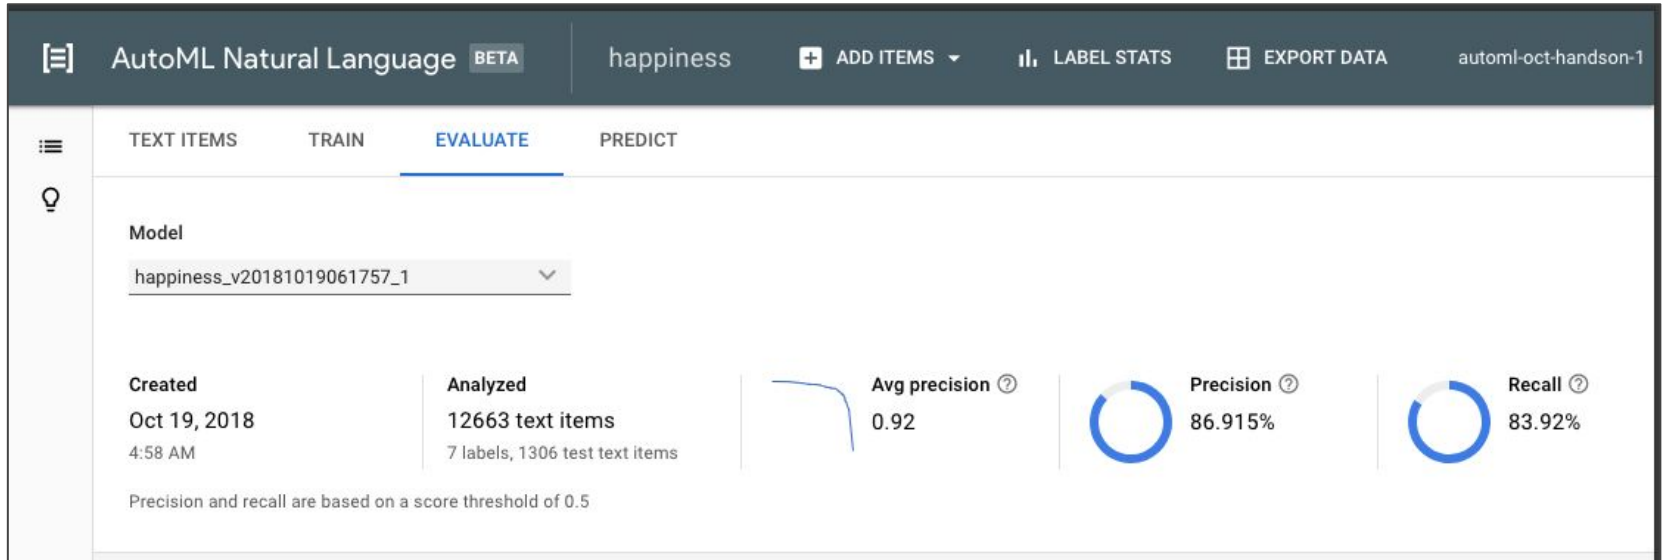 AutoML Natural Language BETA happiness ADD ITEMS LABEL STATS EXPORT DATA automl-oct-handson-1
TEXT ITEMS TRAIN EVALUATE PREDICT
Model
happiness_v20181019061757_1
Created
Oct 19, 2018
4:58 AM
Analyzed
12663 text items
7 labels, 1306 test text items
Avg precision
0.92
Precision
86.915%
Recall
83.92%
Precision and recall are based on a score threshold of 0.5